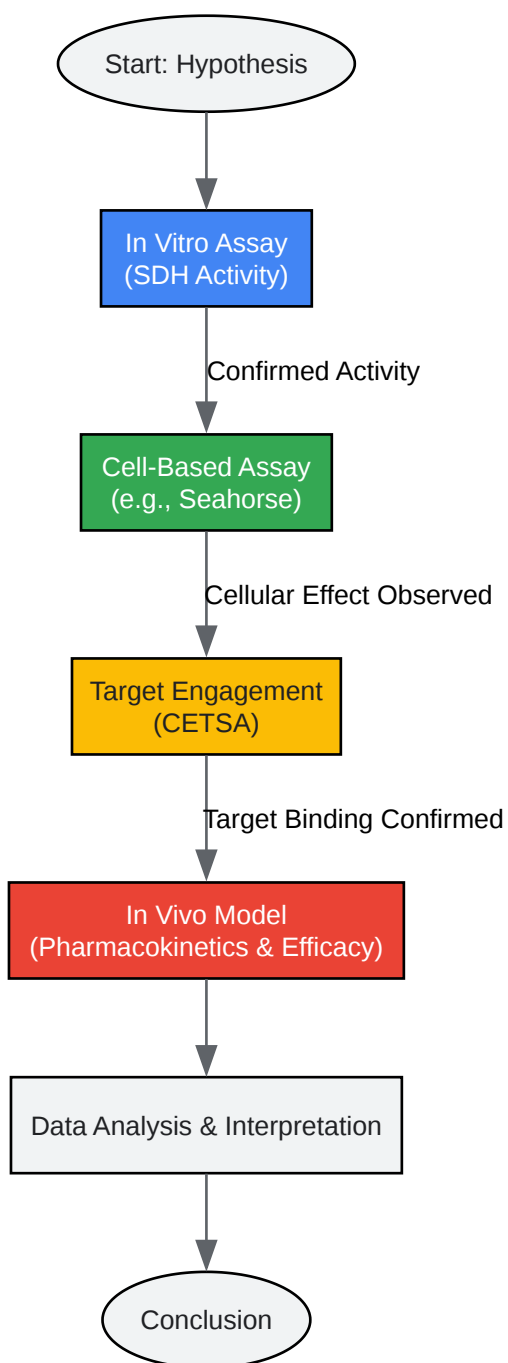 Start: Hypothesis
In Vitro Assay
(SDH Activity)
Confirmed Activity
Cell-Based Assay
(e.g., Seahorse)
Cellular Effect Observed
Target Engagement
(CETSA)
Target Binding Confirmed
In Vivo Model
(Pharmacokinetics & Efficacy)
Data Analysis & Interpretation
Conclusion